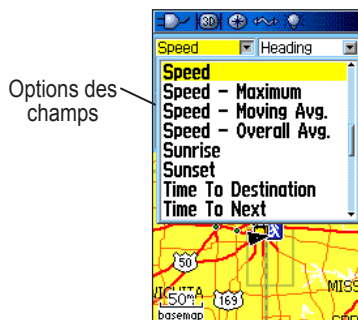 3D
Speed
Heading
Options des
champs
Speed
Speed - Maximum
Speed - Moving Avg.
Speed - Overall Avg.
Sunrise
Sunset
Time To Destination
Time To Next
50
MISS
50m
169
basemap